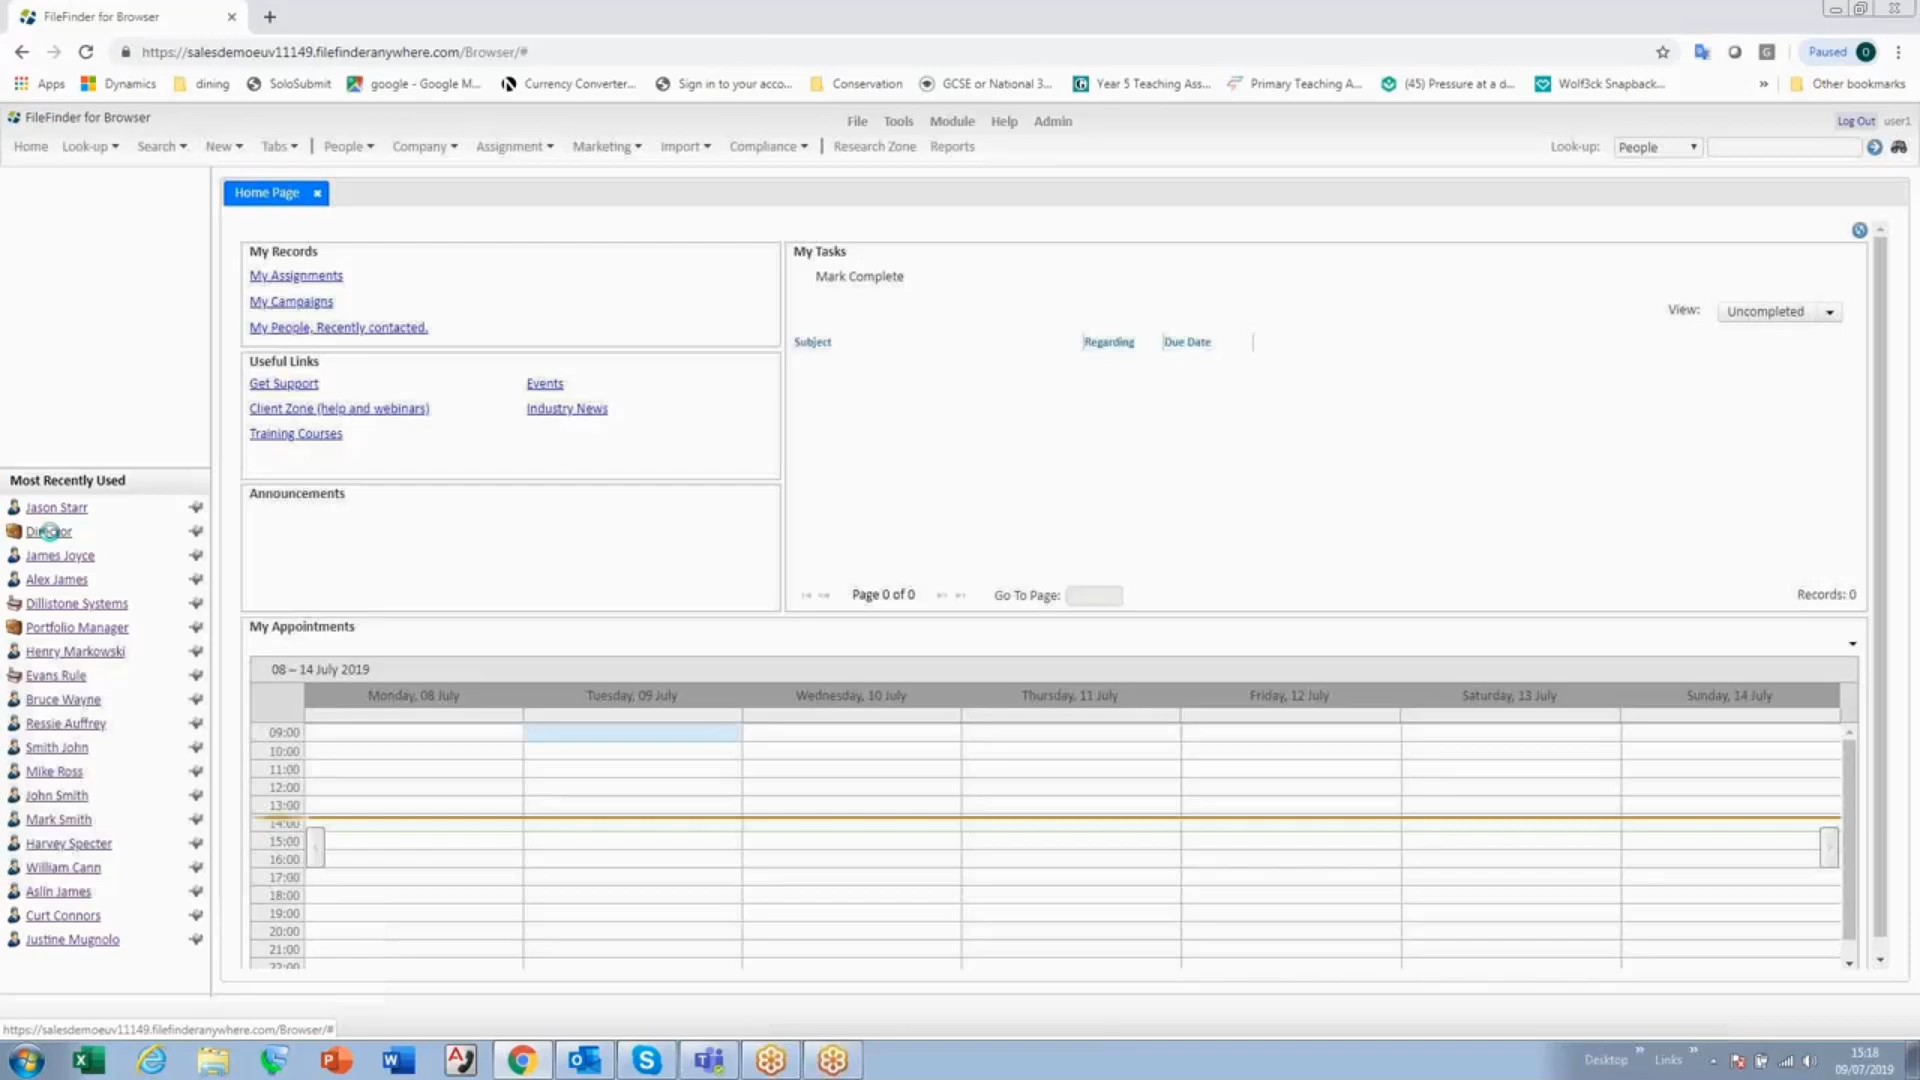 FileFinder for Browser
https://salesdemoeuv11149.filefinderanywhere.com/Browser/#
Paused O
Apps Dynamics dining SoloSubmit google - Google M... Currency Converter... Sign in to your acco... Conservation GCSE or National 3... Year 5 Teaching Ass... Primary Teaching A... (45) Pressure at a d... Wolf3ck Snapback... » Other bookmarks
FileFinder for Browser
File Tools Module Help Admin
Log Out user1
Home Look-up Search New Tabs People Company Assignment Marketing Import Compliance Research Zone Reports
Look-up: People
Home Page
My Records
My Assignments
My Campaigns
My People, Recently contacted.
Useful Links
Get Support
Events
Client Zone (help and webinars)
Industry News
Training Courses
Announcements
My Tasks
Mark Complete
View: Uncompleted
Subject Regarding Due Date
Page 0 of 0 Go To Page:
Records: 0
Most Recently Used
Jason Starr
James Joyce
Alex James
Dillistone Systems
Portfolio Manager
Henry Markowski
Evans Rule
Bruce Wayne
Ressie Auffrey
Smith John
Mike Ross
John Smith
Mark Smith
Harvey Specter
William Cann
Aslin James
Curt Connors
Justine Mugnolo
My Appointments
08 – 14 July 2019
Monday, 08 July Tuesday, 09 July Wednesday, 10 July Thursday, 11 July Friday, 12 July Saturday, 13 July Sunday, 14 July
09:00
10:00
11:00
12:00
13:00
14:00
15:00
16:00
17:00
18:00
19:00
20:00
21:00
22:00
https://salesdemoeuv11149.filefinderanywhere.com/Browser/#
Desktop » Links »
15:18
09/07/2019